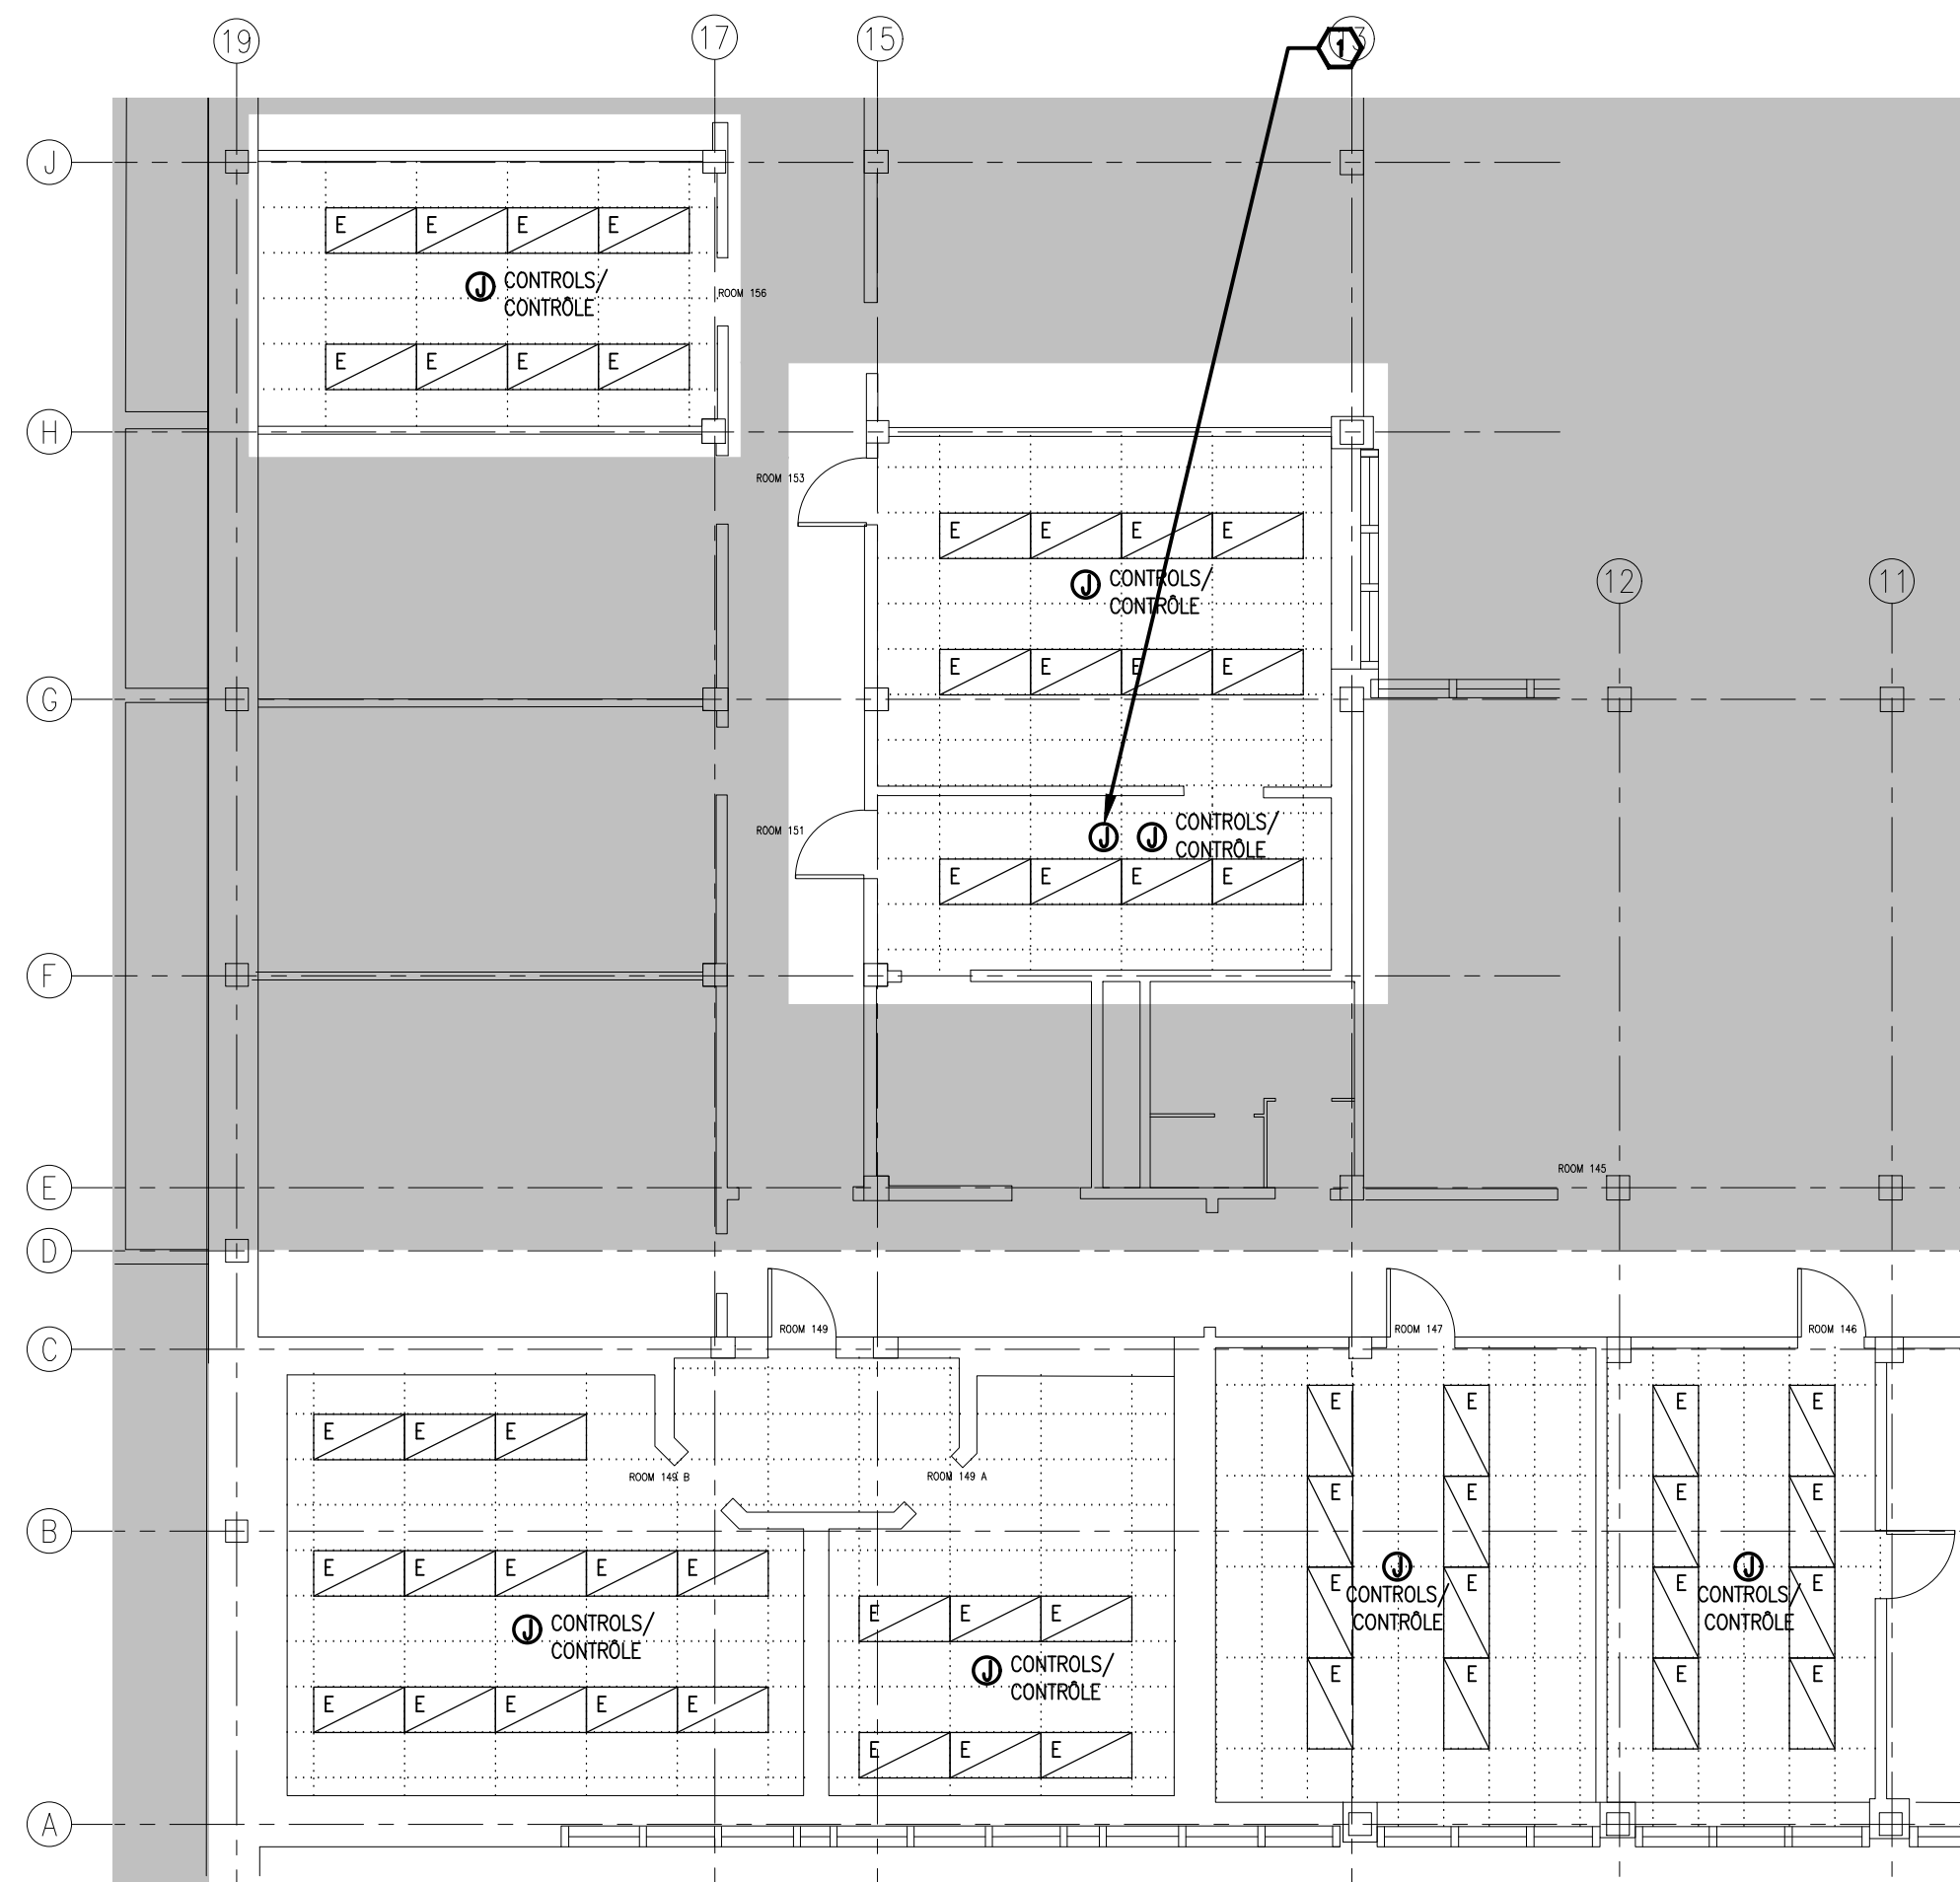 19
17
15
13
1
J
E E E E
J CONTROLS/
CONTRÔLE
ROOM 156
E E E E
H
ROOM 153
E E E E
J CONTROLS/
CONTRÔLE
12
11
E E E E
G
ROOM 151
J J CONTROLS/
CONTRÔLE
E E E E
F
ROOM 145
E
D
ROOM 149
ROOM 147
ROOM 146
C
E E E
E E E E
ROOM 149 B
ROOM 149 A
E E E E
B
E E E E E
J
J
E E E E
CONTROLS/
CONTRÔLE
CONTROLS/
CONTRÔLE
E E E
J CONTROLS/
CONTRÔLE
J CONTROLS/
CONTRÔLE
E E E E
E E E E E
E E E
A